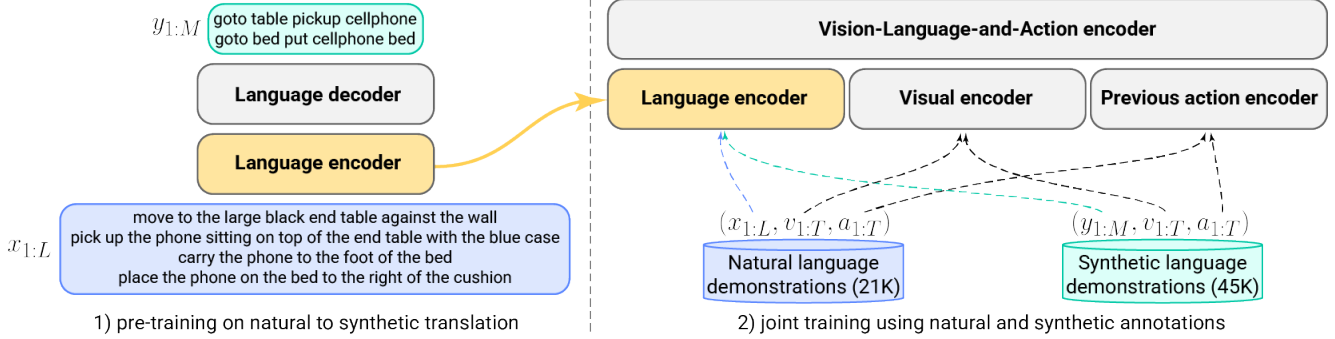 y1:M
goto table pickup cellphone
goto bed put cellphone bed
Language decoder
Language encoder
x1:L
move to the large black end table against the wall
pick up the phone sitting on top of the end table with the blue case
carry the phone to the foot of the bed
place the phone on the bed to the right of the cushion
1) pre-training on natural to synthetic translation
Vision-Language-and-Action encoder
Language encoder
Visual encoder
Previous action encoder
(x1:L, v1:T, a1:T)
(y1:M, v1:T, a1:T)
Natural language
demonstrations (21K)
Synthetic language
demonstrations (45K)
2) joint training using natural and synthetic annotations